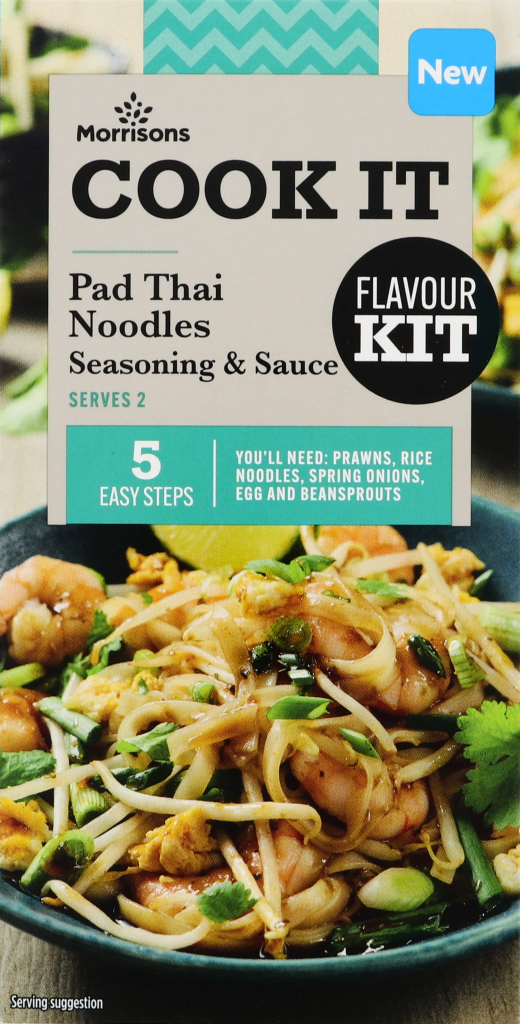 New
Morrisons
COOK IT
Pad Thai
Noodles
Seasoning & Sauce
SERVES 2
FLAVOUR
KIT
5
EASY STEPS
YOU'LL NEED: PRAWNS, RICE
NOODLES, SPRING ONIONS,
EGG AND BEANSPROUTS
Serving suggestion